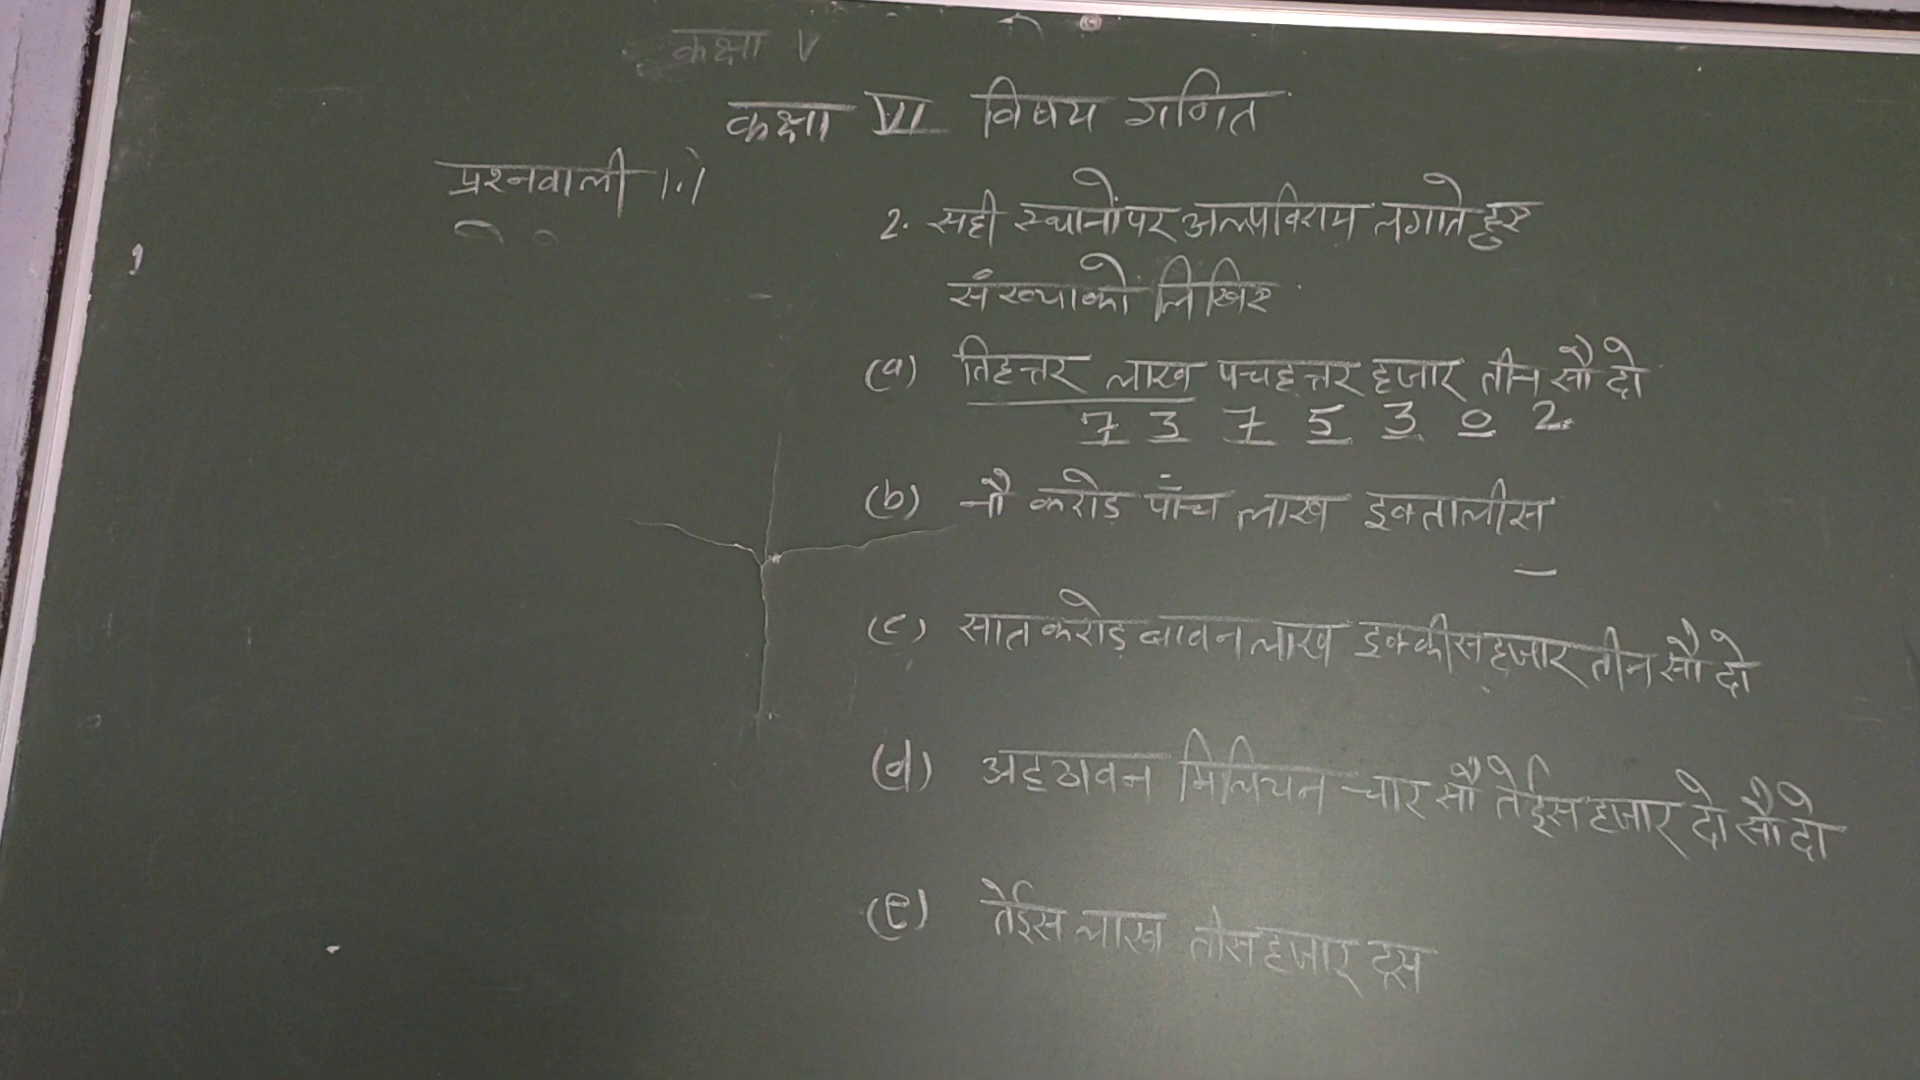 कक्षा V
कक्षा VI विषय गणित
प्रश्नवाली 1.1
2. सही स्थानों पर अल्पविराम लगाते हुए
संख्या को लिखिए
(a) तिहत्तर लाख पचहत्तर हजार तीन सौ दो
7 3 7 5 3 0 2
(b) नौ करोड़ पाँच लाख इक्तालीस
(c) सात करोड़ बावन लाख इक्कीस हजार तीन सौ दो
(d) अट्ठावन मिलियन चार सौ तेईस हजार दो सौ दो
(e) तेईस लाख तीस हजार दस